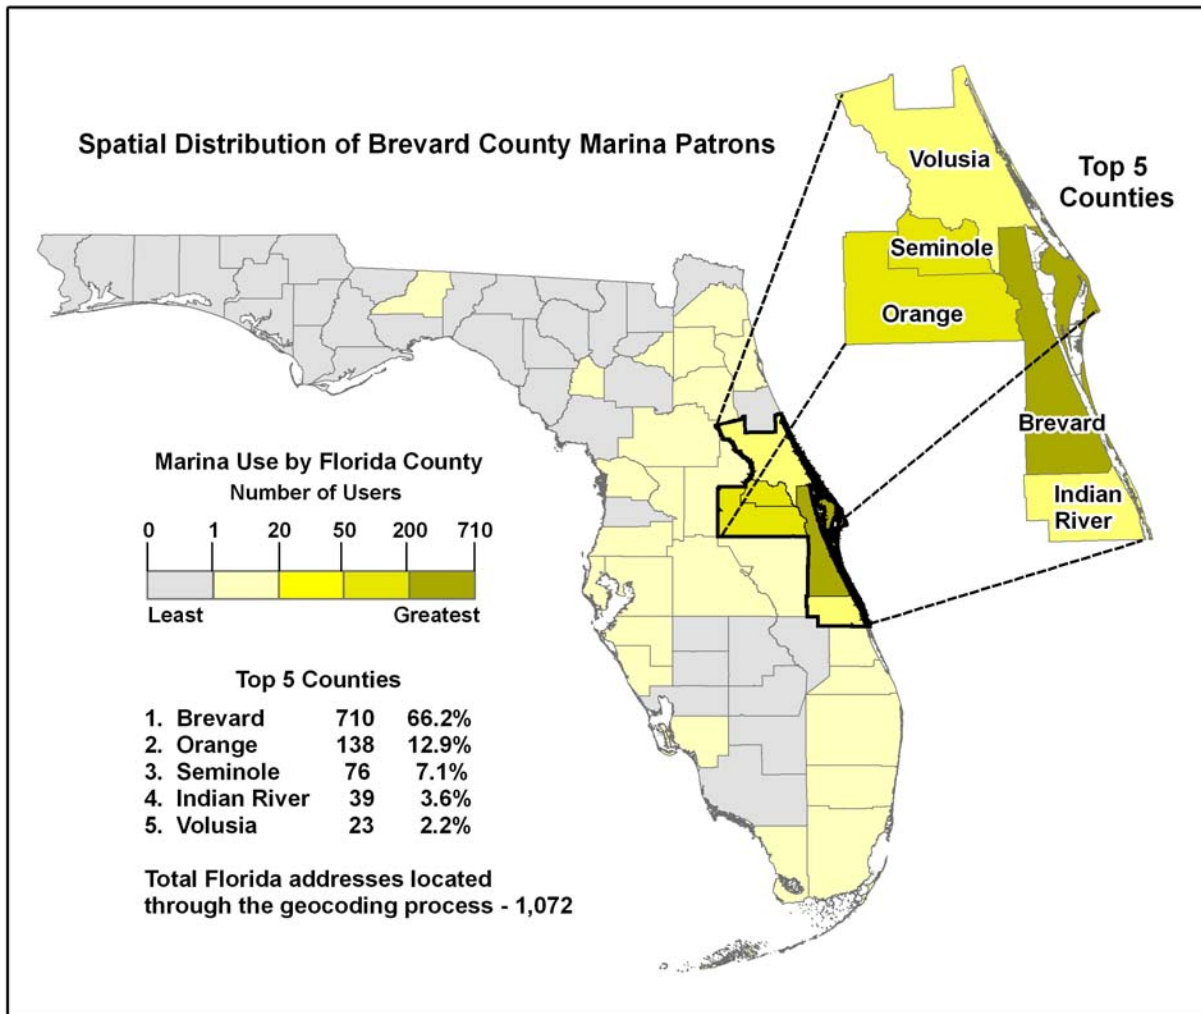 Spatial Distribution of Brevard County Marina Patrons
Top 5
Counties
Volusia
Seminole
Orange
Brevard
Indian
River
Marina Use by Florida County
Number of Users
0 1 20 50 200 710
Least Greatest
Top 5 Counties
1. Brevard 710 66.2%
2. Orange 138 12.9%
3. Seminole 76 7.1%
4. Indian River 39 3.6%
5. Volusia 23 2.2%
Total Florida addresses located
through the geocoding process - 1,072